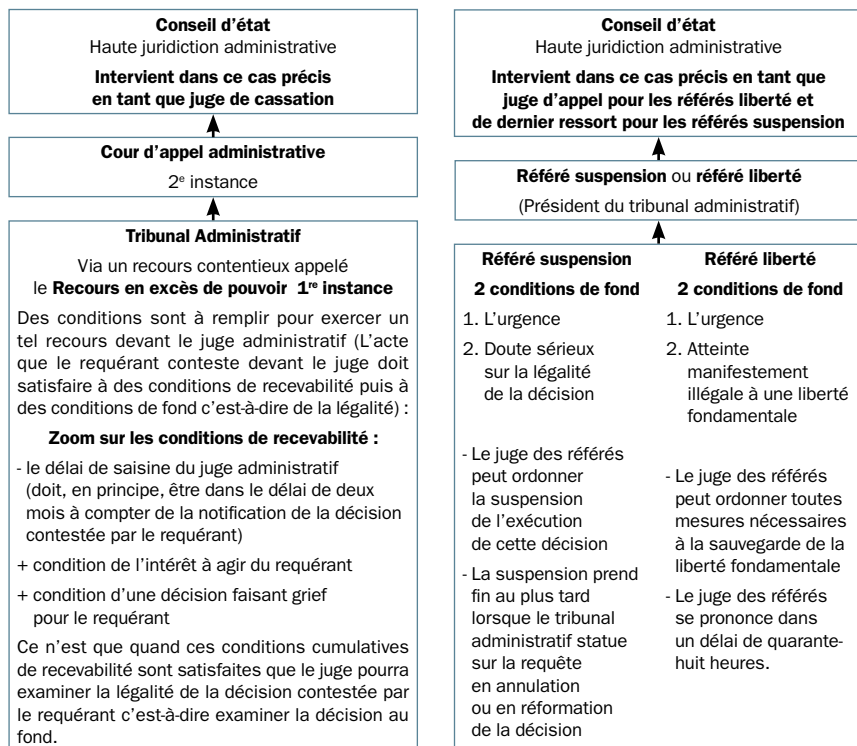 Conseil d'état
Haute juridiction administrative
Intervient dans ce cas précis
en tant que juge de cassation
Cour d'appel administrative
2e instance
Tribunal Administratif
Via un recours contentieux appelé
le Recours en excès de pouvoir 1re instance
Des conditions sont à remplir pour exercer un
tel recours devant le juge administratif (L'acte
que le requérant conteste devant le juge doit
satisfaire à des conditions de recevabilité puis à
des conditions de fond c'est-à-dire de la légalité) :
Zoom sur les conditions de recevabilité :
- le délai de saisine du juge administratif
(doit, en principe, être dans le délai de deux
mois à compter de la notification de la décision
contestée par le requérant)
+ condition de l'intérêt à agir du requérant
+ condition d'une décision faisant grief
pour le requérant
Ce n'est que quand ces conditions cumulatives
de recevabilité sont satisfaites que le juge pourra
examiner la légalité de la décision contestée par
le requérant c'est-à-dire examiner la décision au
fond.
Conseil d'état
Haute juridiction administrative
Intervient dans ce cas précis en tant que
juge d'appel pour les référés liberté et
de dernier ressort pour les référés suspension
Référé suspension ou référé liberté
(Président du tribunal administratif)
Référé suspension
2 conditions de fond
1. L'urgence
2. Doute sérieux
sur la légalité
de la décision
- Le juge des référés
peut ordonner
la suspension
de l'exécution
de cette décision
- La suspension prend
fin au plus tard
lorsque le tribunal
administratif statue
sur la requête
en annulation
ou en réformation
de la décision
Référé liberté
2 conditions de fond
1. L'urgence
2. Atteinte
manifestement
illégale à une liberté
fondamentale
- Le juge des référés
peut ordonner toutes
mesures nécessaires
à la sauvegarde de la
liberté fondamentale
- Le juge des référés
se prononce dans
un délai de quarante-
huit heures.